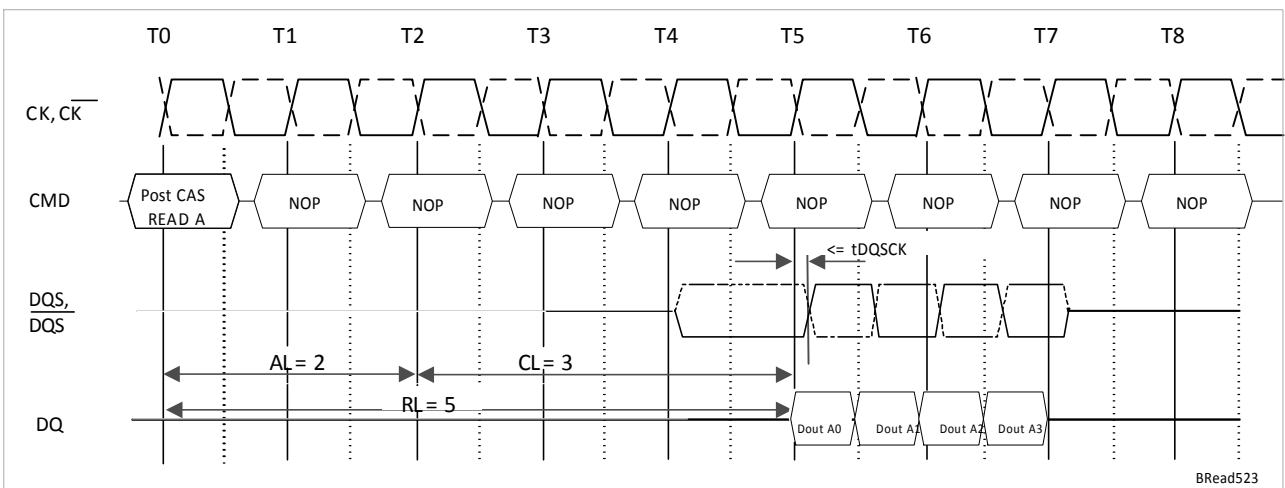 T0 T1 T2 T3 T4 T5 T6 T7 T8
CK, CK
CMD
Post CAS
READ A
NOP NOP NOP NOP NOP NOP NOP NOP
<= tDQSCK
DQS,
DQS
AL = 2 CL = 3
RL = 5
DQ
Dout A0 Dout A1 Dout A2 Dout A3
BRead523